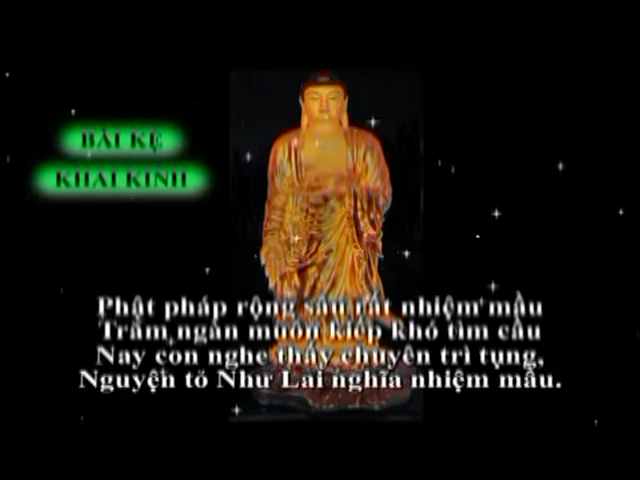 BÀI KỆ
KHAI KINH
Phật pháp rộng sâu rất nhiệm mầu
Trăm ngàn muôn kiếp khó tìm cầu
Nay con nghe thấy chuyên trì tụng,
Nguyện tỏ Như Lai nghĩa nhiệm mầu.